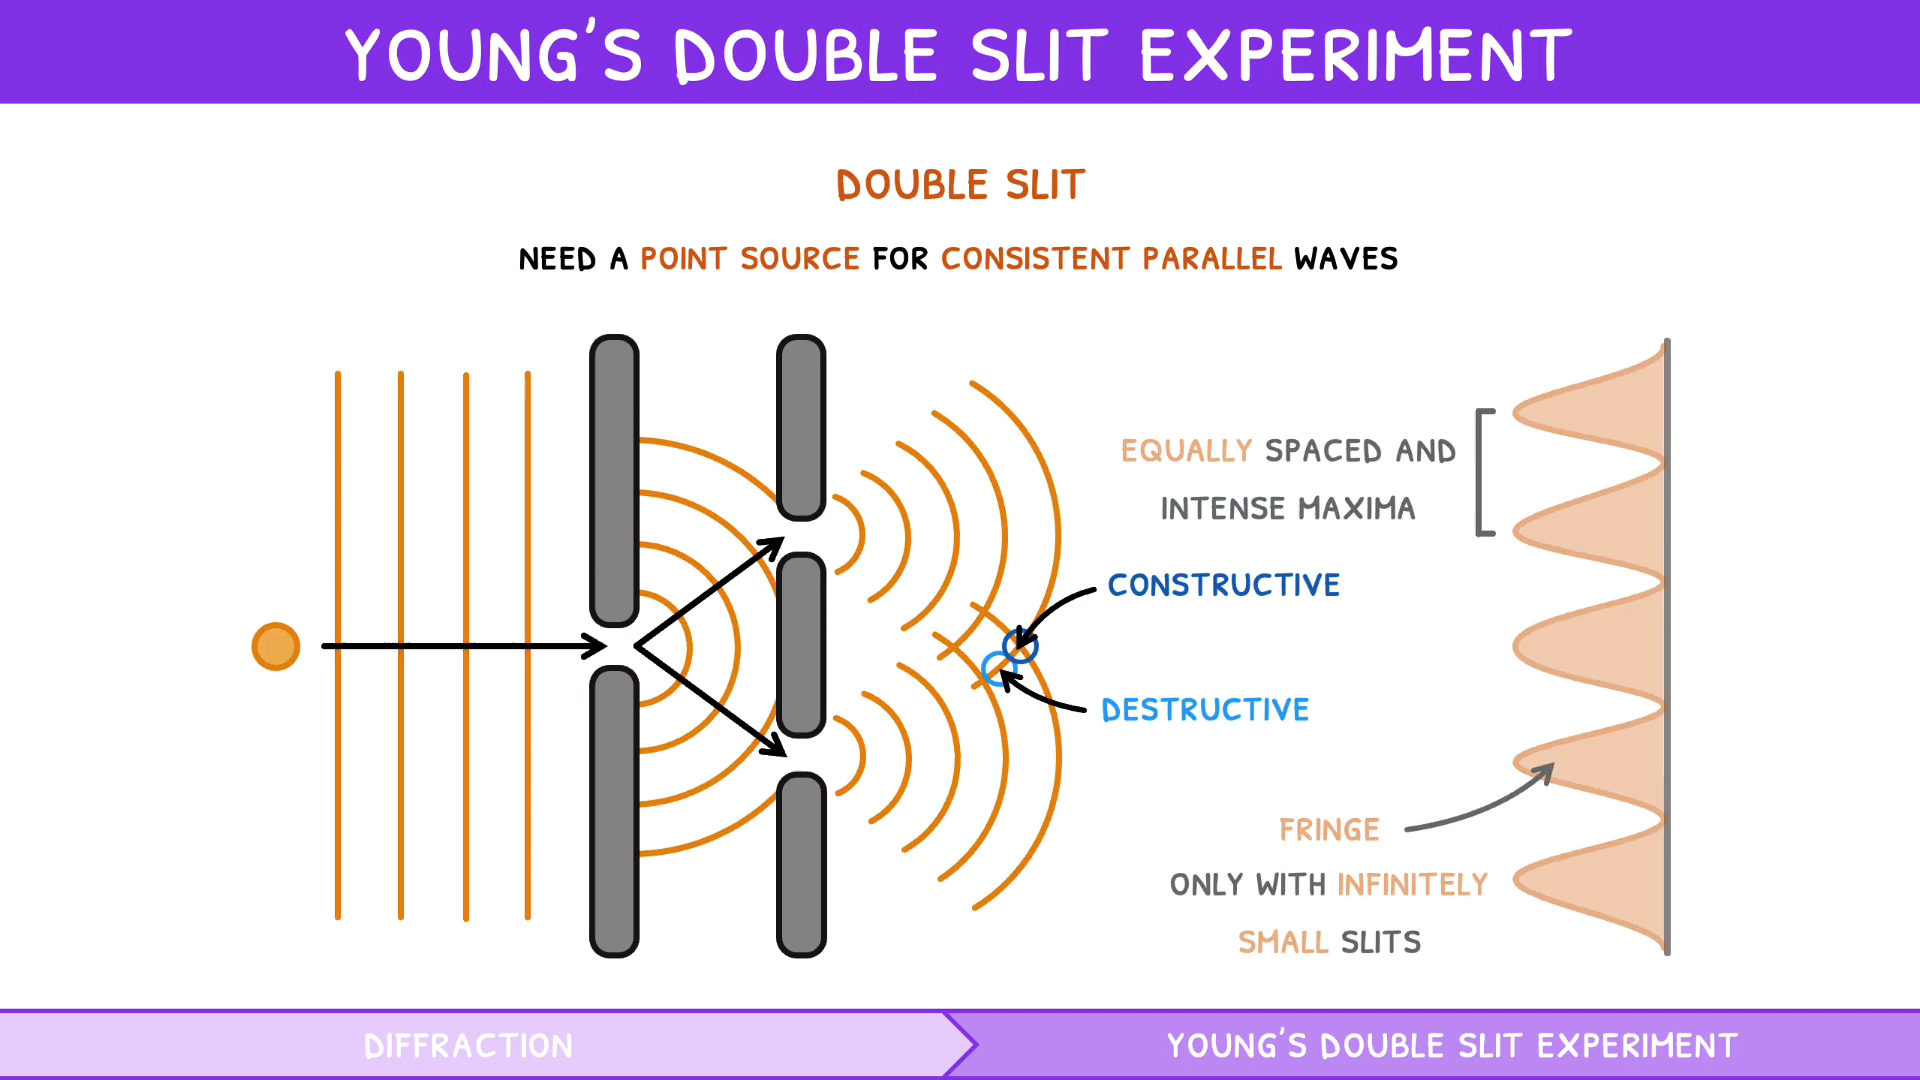 YOUNG'S DOUBLE SLIT EXPERIMENT
DOUBLE SLIT
NEED A POINT SOURCE FOR CONSISTENT PARALLEL WAVES
EQUALLY SPACED AND
INTENSE MAXIMA
CONSTRUCTIVE
DESTRUCTIVE
FRINGE
ONLY WITH INFINITELY
SMALL SLITS
DIFFRACTION
YOUNG'S DOUBLE SLIT EXPERIMENT